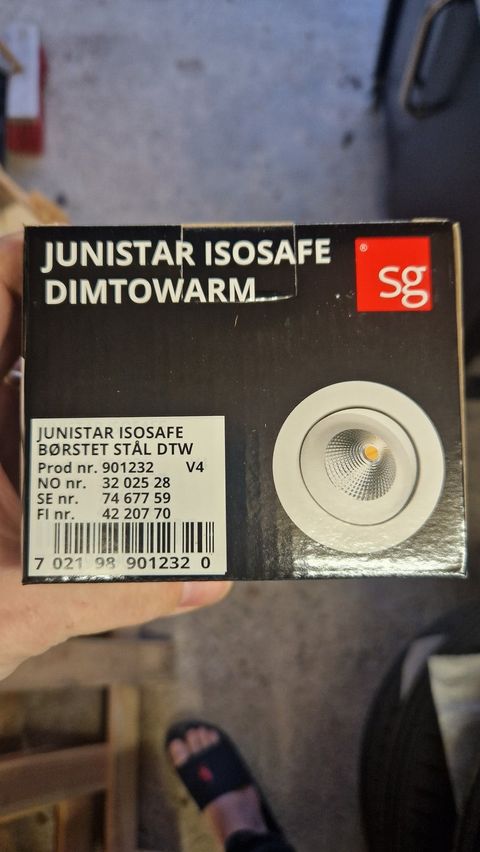 JUNISTAR ISOSAFE
DIMTOWARM
® sg
JUNISTAR ISOSAFE
BØRSTET STÅL DTW
Prod nr. 901232 V4
NO nr. 32 025 28
SE nr. 74 677 59
FI nr. 42 207 70
7 021 98 901232 0